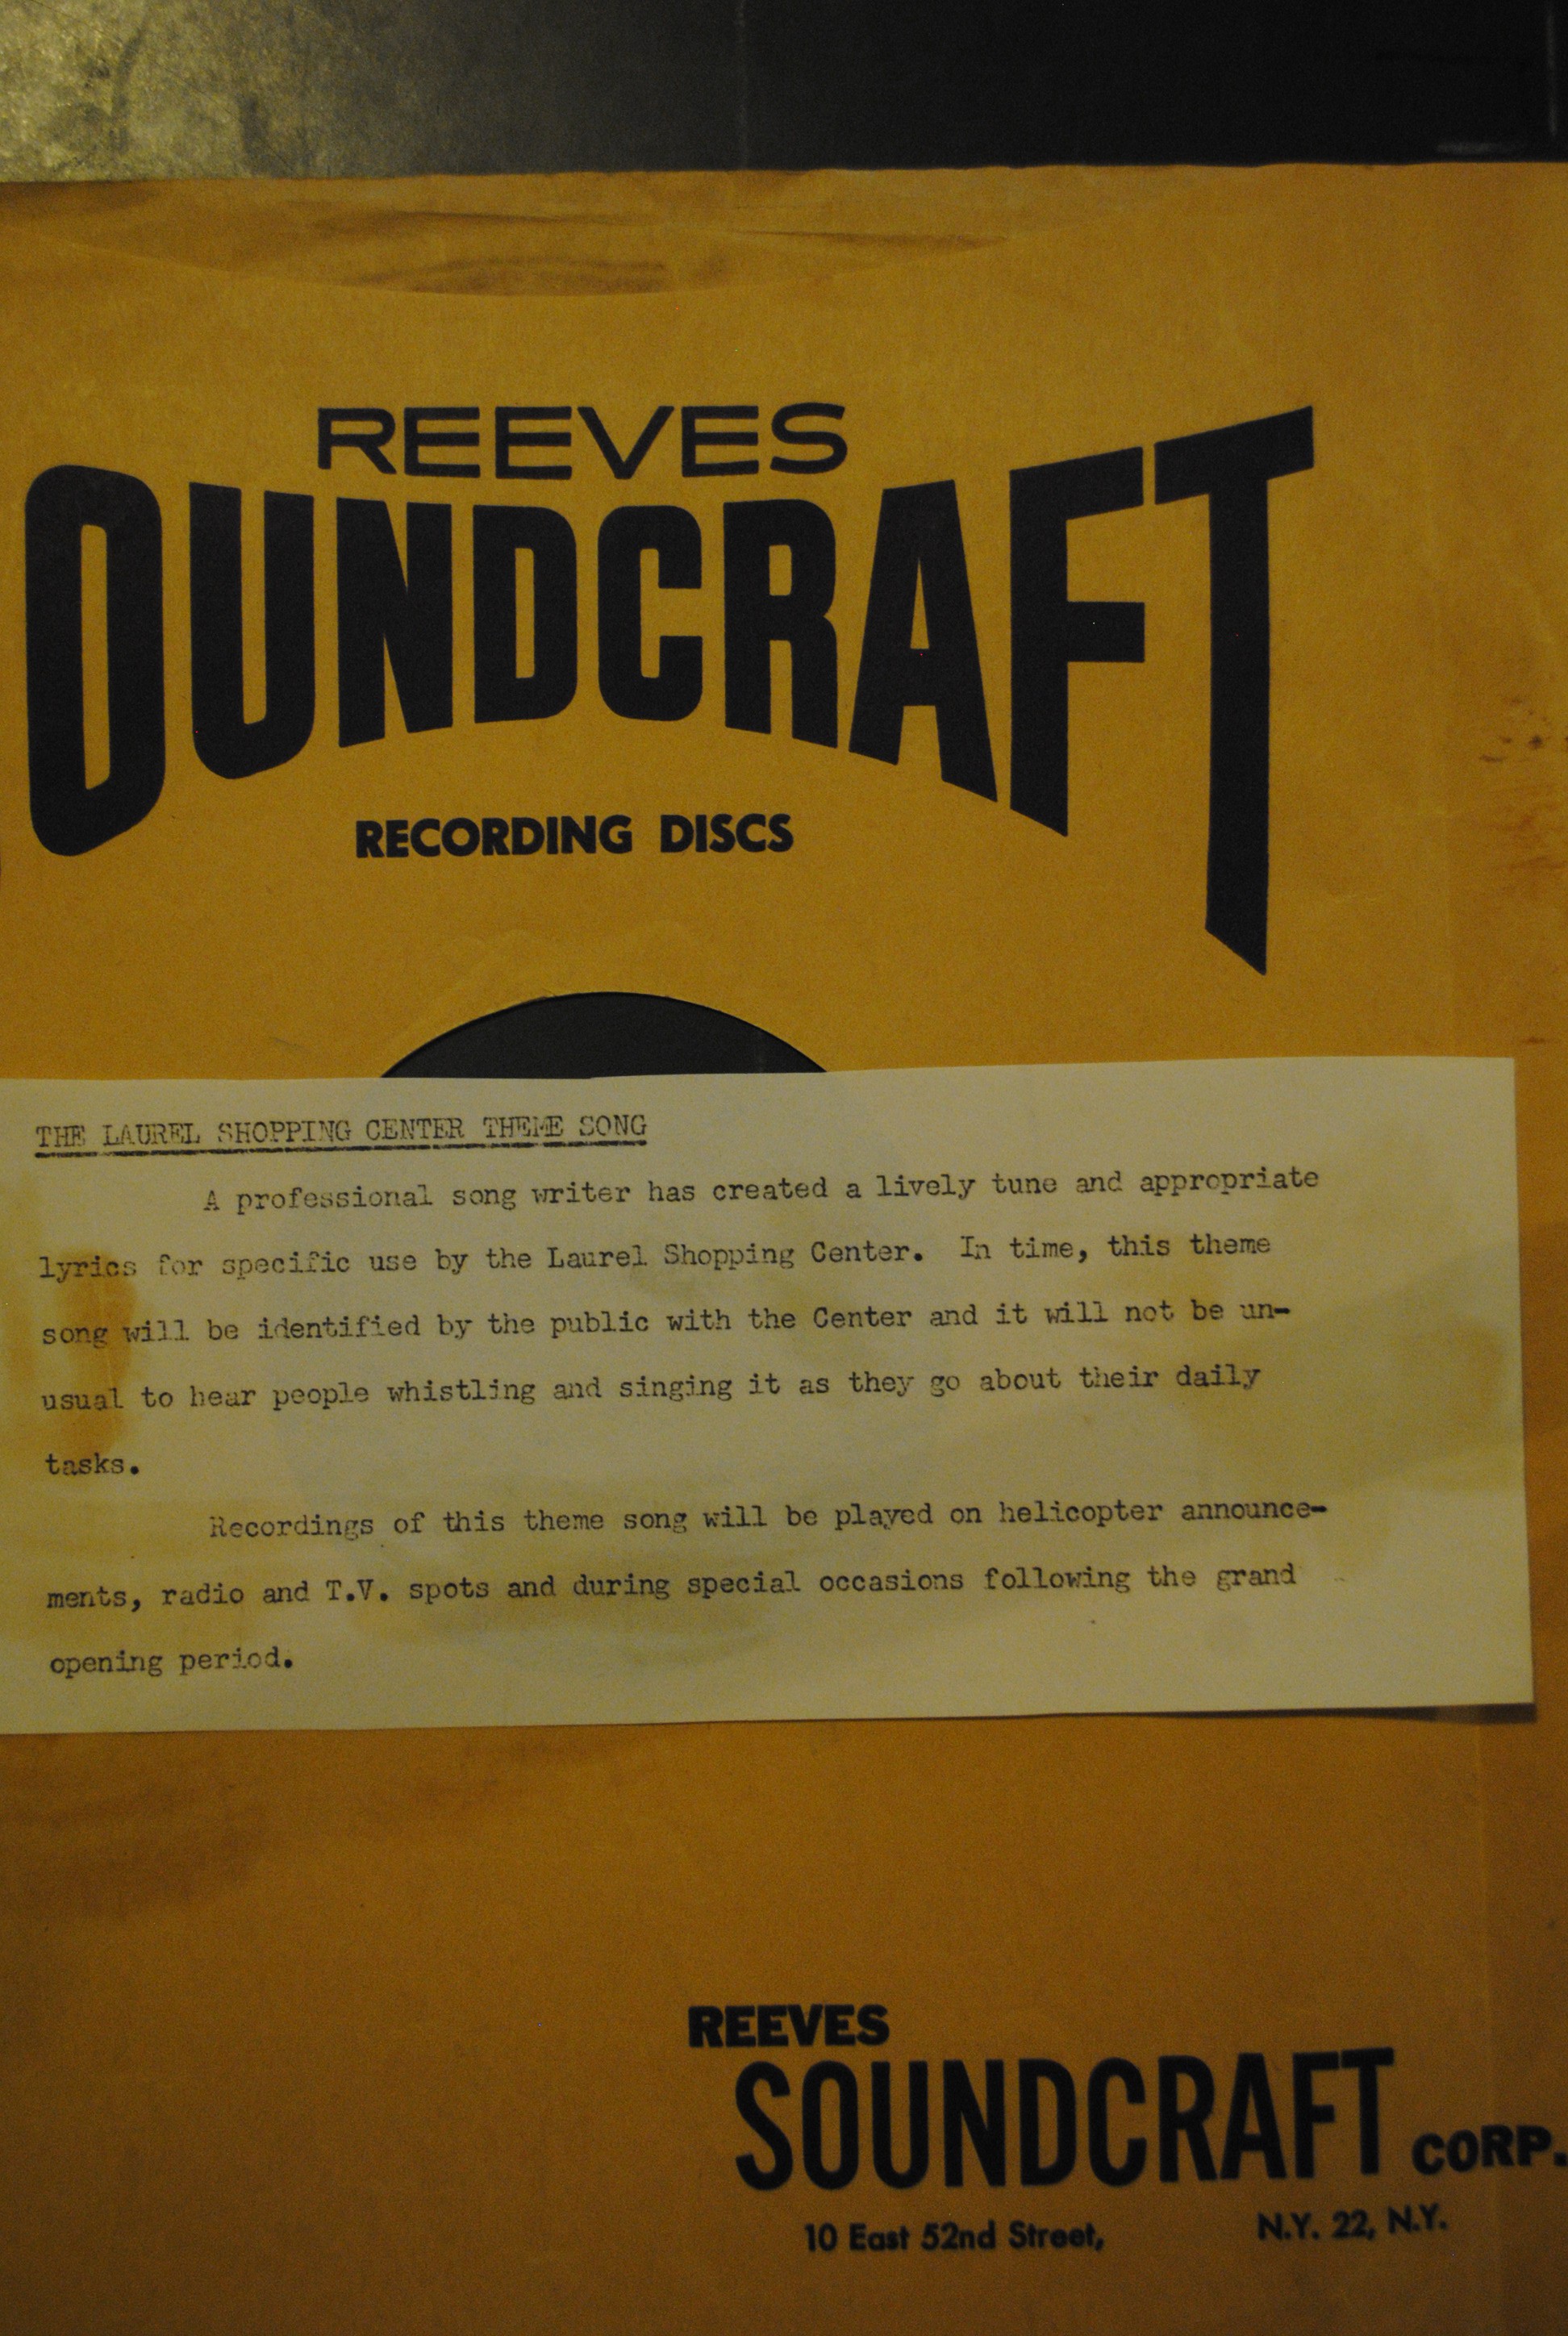 REEVES
OUNDCRAFT
RECORDING DISCS
THE LAUREL SHOPPING CENTER THEME SONG
A professional song writer has created a lively tune and appropriate
lyrics for specific use by the Laurel Shopping Center. In time, this theme
song will be identified by the public with the Center and it will not be un-
usual to hear people whistling and singing it as they go about their daily
tasks.
Recordings of this theme song will be played on helicopter announce-
ments, radio and T.V. spots and during special occasions following the grand
opening period.
REEVES
SOUNDCRAFT CORP.
10 East 52nd Street, N.Y. 22, N.Y.